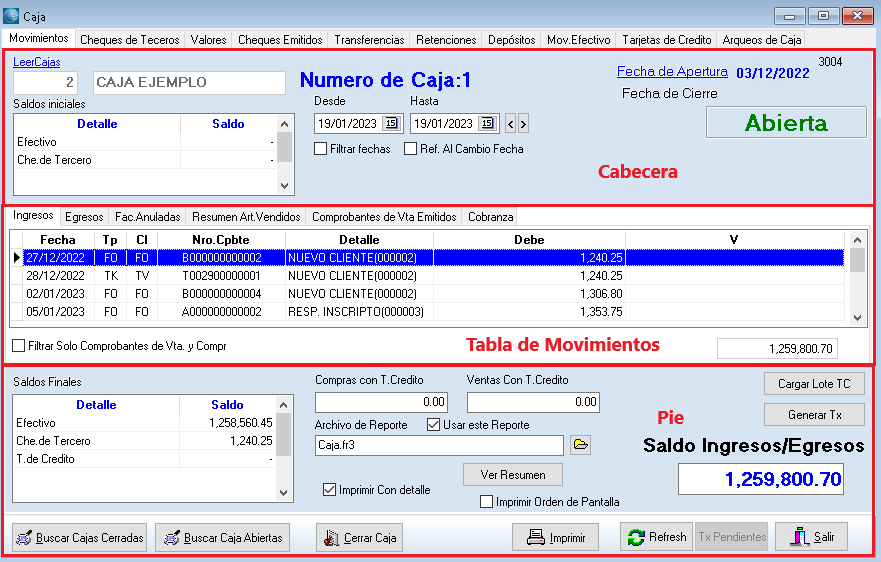 Caja
Movimientos Cheques de Teceros Valores Cheques Emitidos Transferencias Retenciones Depósitos Mov.Efectivo Tarjetas de Credito Arqueos de Caja
LeerCajas
2 CAJA EJEMPLO
Numero de Caja:1
Fecha de Apertura 03/12/2022
3004
Fecha de Cierre
Abierta
Saldos iniciales
Detalle Saldo
Efectivo -
Che.de Tercero -
Desde Hasta
19/01/2023 15 19/01/2023 15 < >
Filtrar fechas Ref. Al Cambio Fecha
Cabecera
Ingresos Egresos Fac.Anuladas Resumen Art.Vendidos Comprobantes de Vta Emitidos Cobranza
Fecha Tp Cl Nro.Cpbte Detalle Debe V
27/12/2022 FO FO B000000000002 NUEVO CLIENTE(000002) 1,240.25
28/12/2022 TK TV T002900000001 NUEVO CLIENTE(000002) 1,240.25
02/01/2023 FO FO B000000000004 NUEVO CLIENTE(000002) 1,306.80
05/01/2023 FO FO A000000000002 RESP. INSCRIPTO(000003) 1,353.75
Filtrar Solo Comprobantes de Vta. y Compr
Tabla de Movimientos
1,259,800.70
Saldos Finales
Detalle Saldo
Efectivo 1,258,560.45
Che.de Tercero 1,240.25
T.de Credito -
Compras con T.Credito Ventas Con T.Credito
0.00 0.00
Archivo de Reporte Usar este Reporte
Caja.fr3
Ver Resumen
Imprimir Con detalle
Imprimir Orden de Pantalla
Pie
Cargar Lote TC
Generar Tx
Saldo Ingresos/Egresos
1,259,800.70
Buscar Cajas Cerradas Buscar Caja Abiertas Cerrar Caja Imprimir Refresh Tx Pendientes Salir